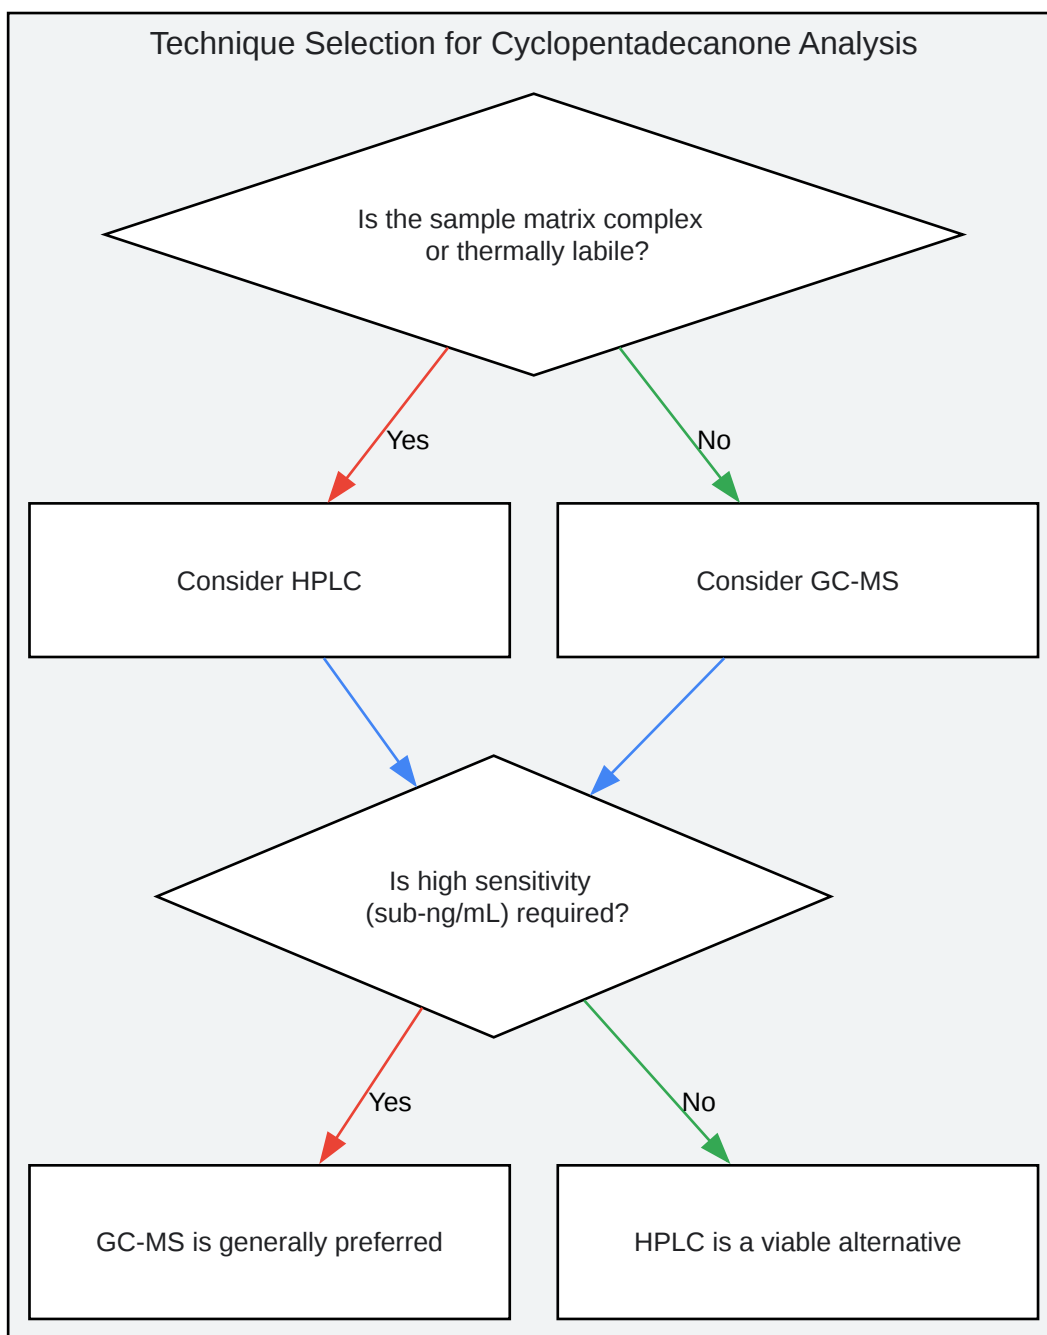 Technique Selection for Cyclopentadecanone Analysis
Is the sample matrix complex
or thermally labile?
Yes
No
Consider HPLC
Consider GC-MS
Is high sensitivity
(sub-ng/mL) required?
Yes
No
GC-MS is generally preferred
HPLC is a viable alternative